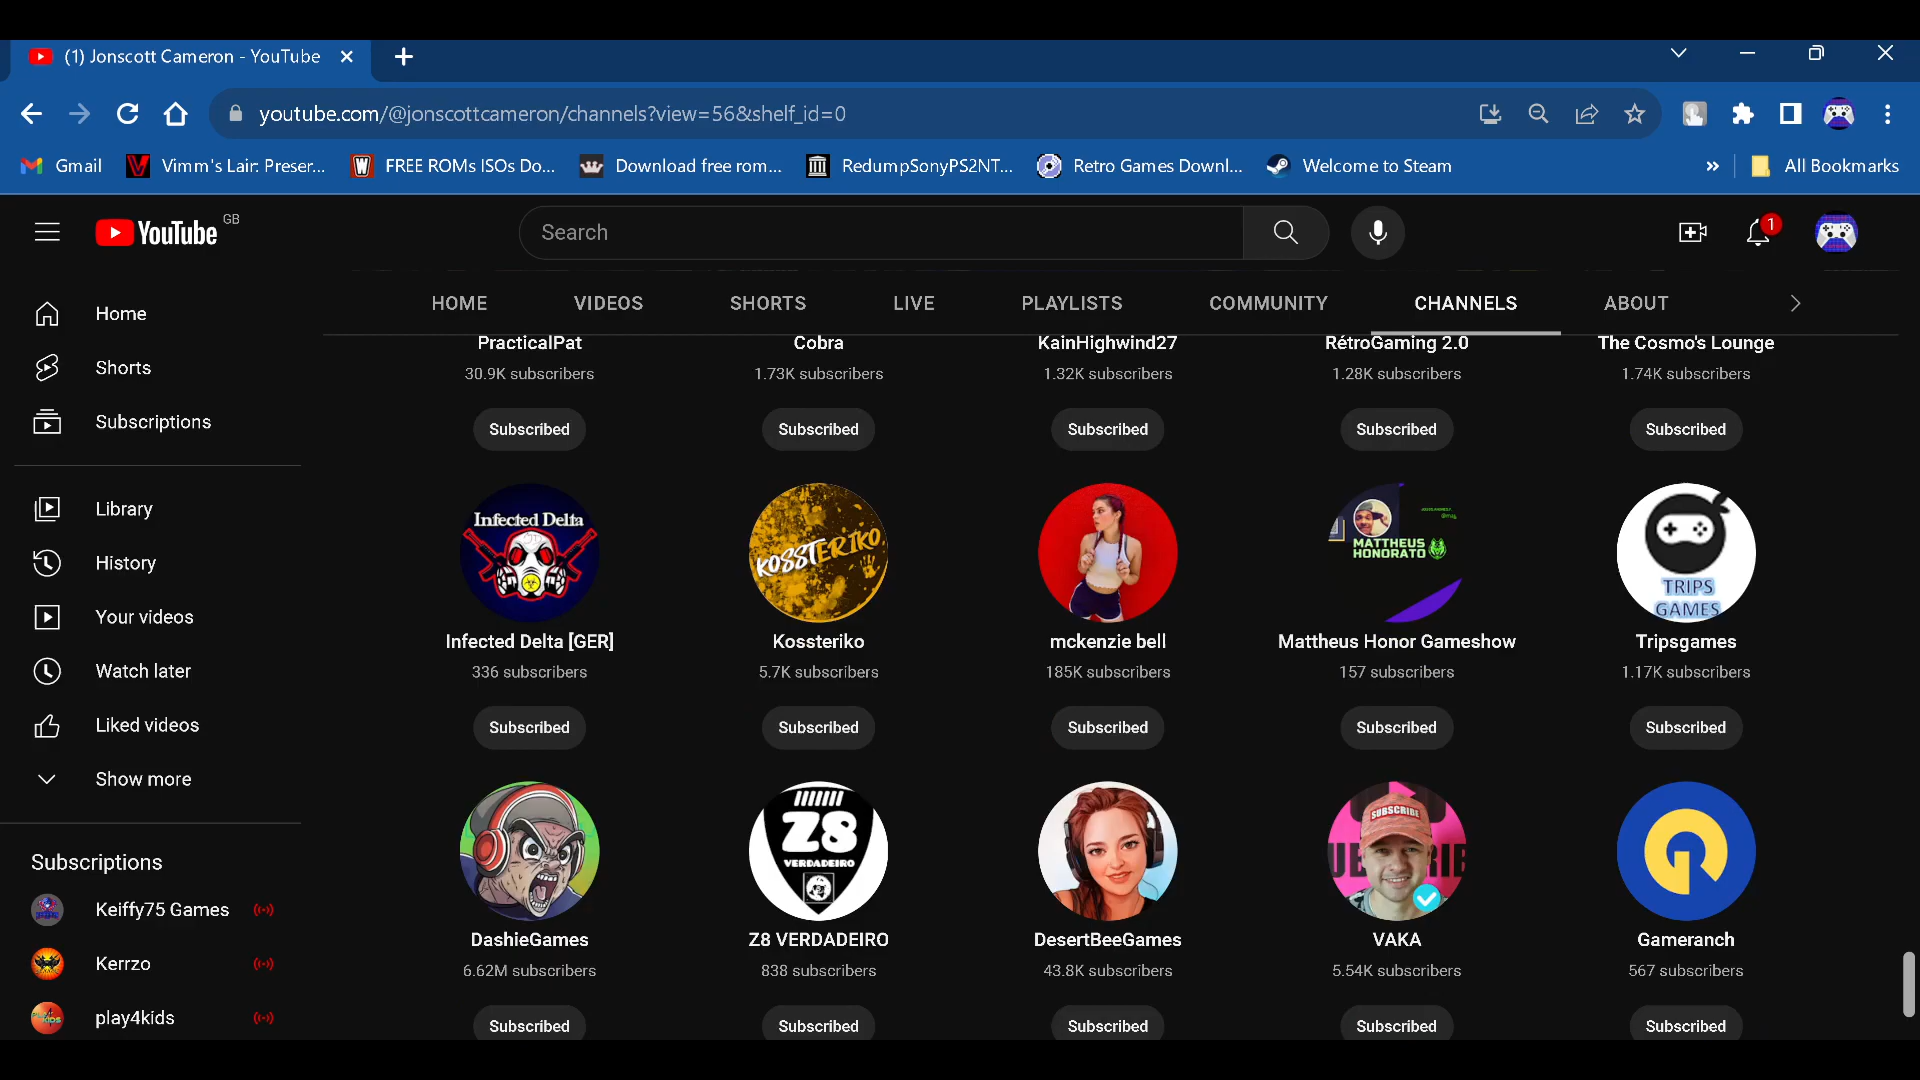 (1) Jonscott Cameron - YouTube
youtube.com/@jonscottcameron/channels?view=56&shelf_id=0
Gmail
Vimm's Lair: Preser...
FREE ROMs ISOs Do...
Download free rom...
RedumpSonyPS2NT...
Retro Games Downl...
Welcome to Steam
All Bookmarks
YouTube GB
Search
1
HOME VIDEOS SHORTS LIVE PLAYLISTS COMMUNITY CHANNELS ABOUT
Home
Shorts
Subscriptions
Library
History
Your videos
Watch later
Liked videos
Show more
Subscriptions
Keiffy75 Games
Kerrzo
play4kids
PracticalPat
30.9K subscribers
Subscribed
Cobra
1.73K subscribers
Subscribed
KainHighwind27
1.32K subscribers
Subscribed
RétroGaming 2.0
1.28K subscribers
Subscribed
The Cosmo's Lounge
1.74K subscribers
Subscribed
Infected Delta
Infected Delta [GER]
336 subscribers
Subscribed
KOSSTERIKO
Kossteriko
5.7K subscribers
Subscribed
mckenzie bell
185K subscribers
Subscribed
MATTHEUS
HONORATO
Mattheus Honor Gameshow
157 subscribers
Subscribed
TRIPS
GAMES
Tripsgames
1.17K subscribers
Subscribed
DashieGames
6.62M subscribers
Subscribed
Z8
VERDADEIRO
Z8 VERDADEIRO
838 subscribers
Subscribed
DesertBeeGames
43.8K subscribers
Subscribed
SUBSCRIBE
VAKA
5.54K subscribers
Subscribed
Gameranch
567 subscribers
Subscribed